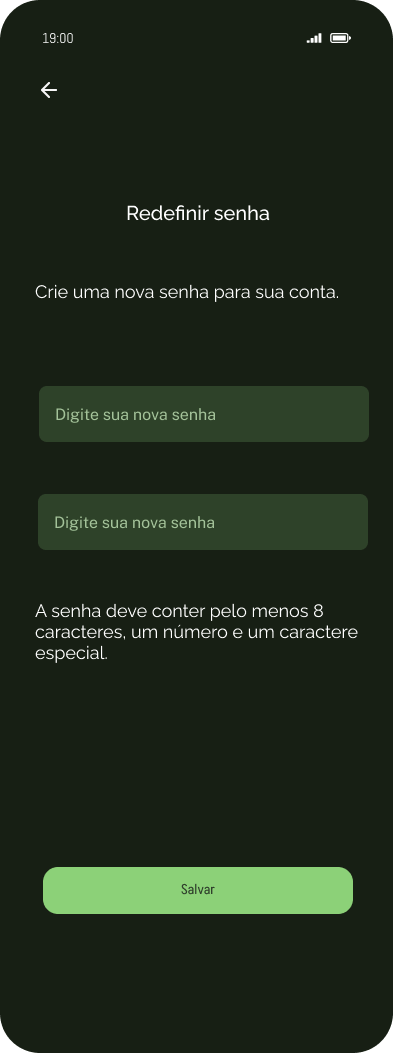 19:00
Redefinir senha
Crie uma nova senha para sua conta.
Digite sua nova senha
Digite sua nova senha
A senha deve conter pelo menos 8
caracteres, um número e um caractere
especial.
Salvar